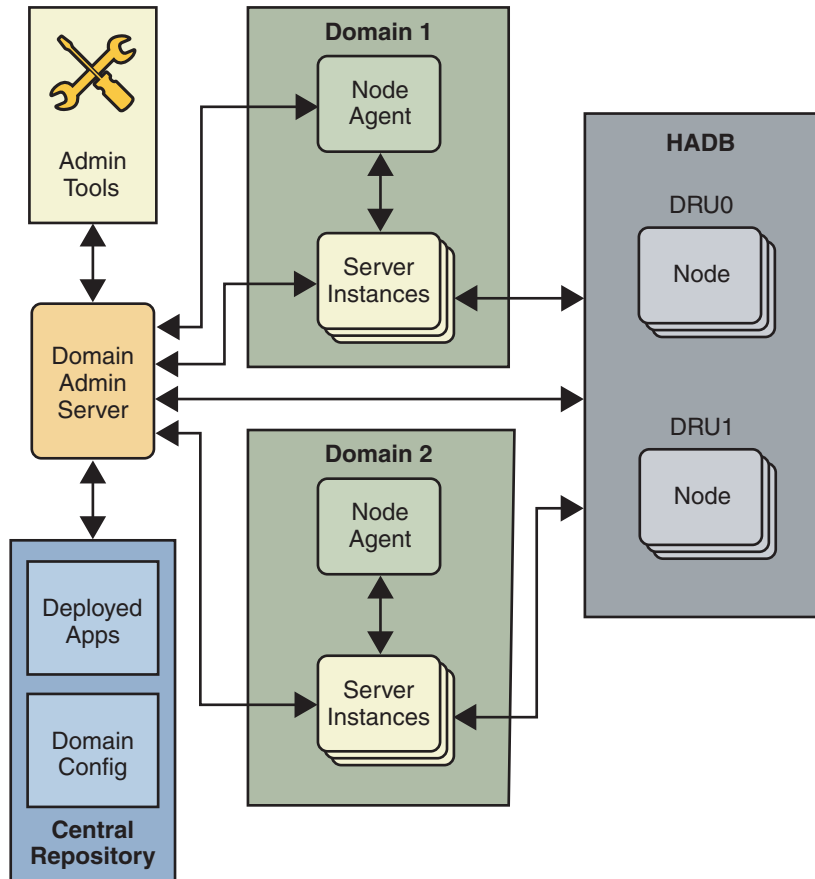 Admin
Tools
Domain
Admin
Server
Deployed
Apps
Domain
Config
Central
Repository
Domain 1
Node
Agent
Server
Instances
Domain 2
Node
Agent
Server
Instances
HADB
DRU0
Node
DRU1
Node